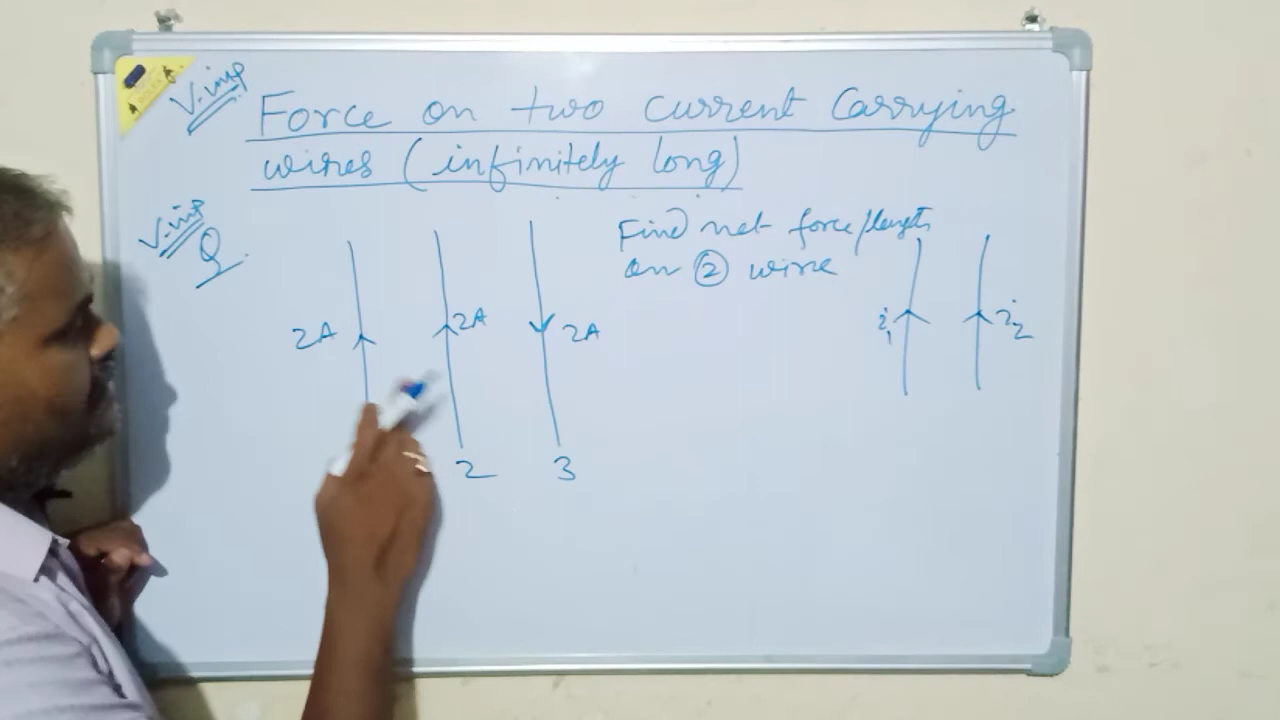 V. imp
Force on two current carrying
wires (infinitely long)
V. imp
Q
Find net force/length
on ② wire
2A
2A
2A
i₁
i₂
2
3